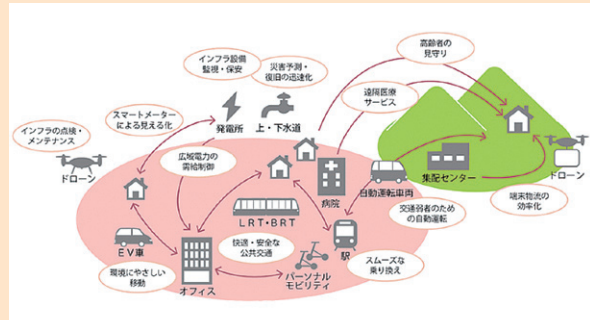 高齢者の
見守り
インフラ設備
監視・保安
災害予測・
復旧の迅速化
遠隔医療
サービス
スマートメーター
による見える化
発電所
上・下水道
インフラの点検・
メンテナンス
ドローン
広域電力の
需給制御
病院
自動運転車両
集配センター
ドローン
LRT・BRT
交通弱者のため
の自動運転
端末物流の
効率化
EV車
快適・安全な
公共交通
駅
環境にやさしい
移動
オフィス
パーソナル
モビリティ
スムーズな
乗り換え